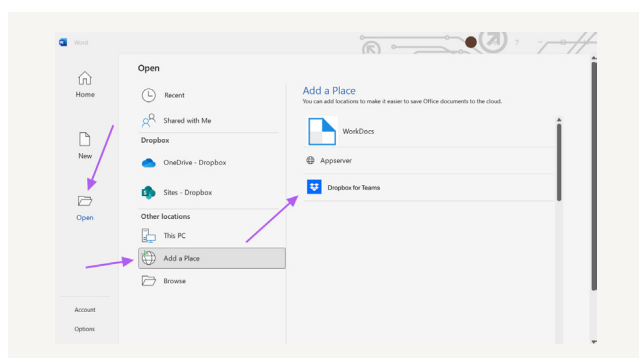 Word
?
Home
New
Open
Account
Options
Open
Recent
Shared with Me
Dropbox
OneDrive - Dropbox
Sites - Dropbox
Other locations
This PC
Add a Place
Browse
Add a Place
You can add locations to make it easier to save Office documents to the cloud.
WorkDocs
Appserver
Dropbox for Teams